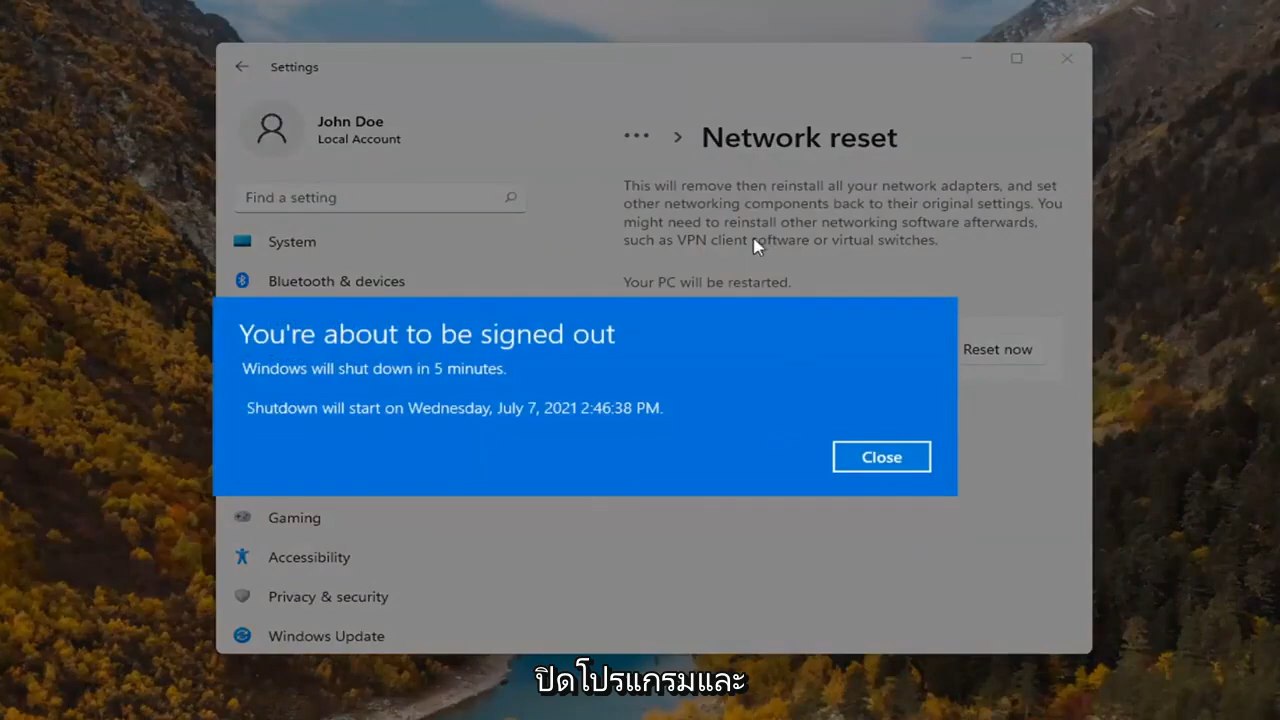 Settings
John Doe
Local Account
Find a setting
System
Bluetooth & devices
••• > Network reset
This will remove then reinstall all your network adapters, and set
other networking components back to their original settings. You
might need to reinstall other networking software afterwards,
such as VPN client software or virtual switches.
Your PC will be restarted.
Reset now
You're about to be signed out
Windows will shut down in 5 minutes.
Shutdown will start on Wednesday, July 7, 2021 2:46:38 PM.
Close
Gaming
Accessibility
Privacy & security
Windows Update
ปิดโปรแกรมและ